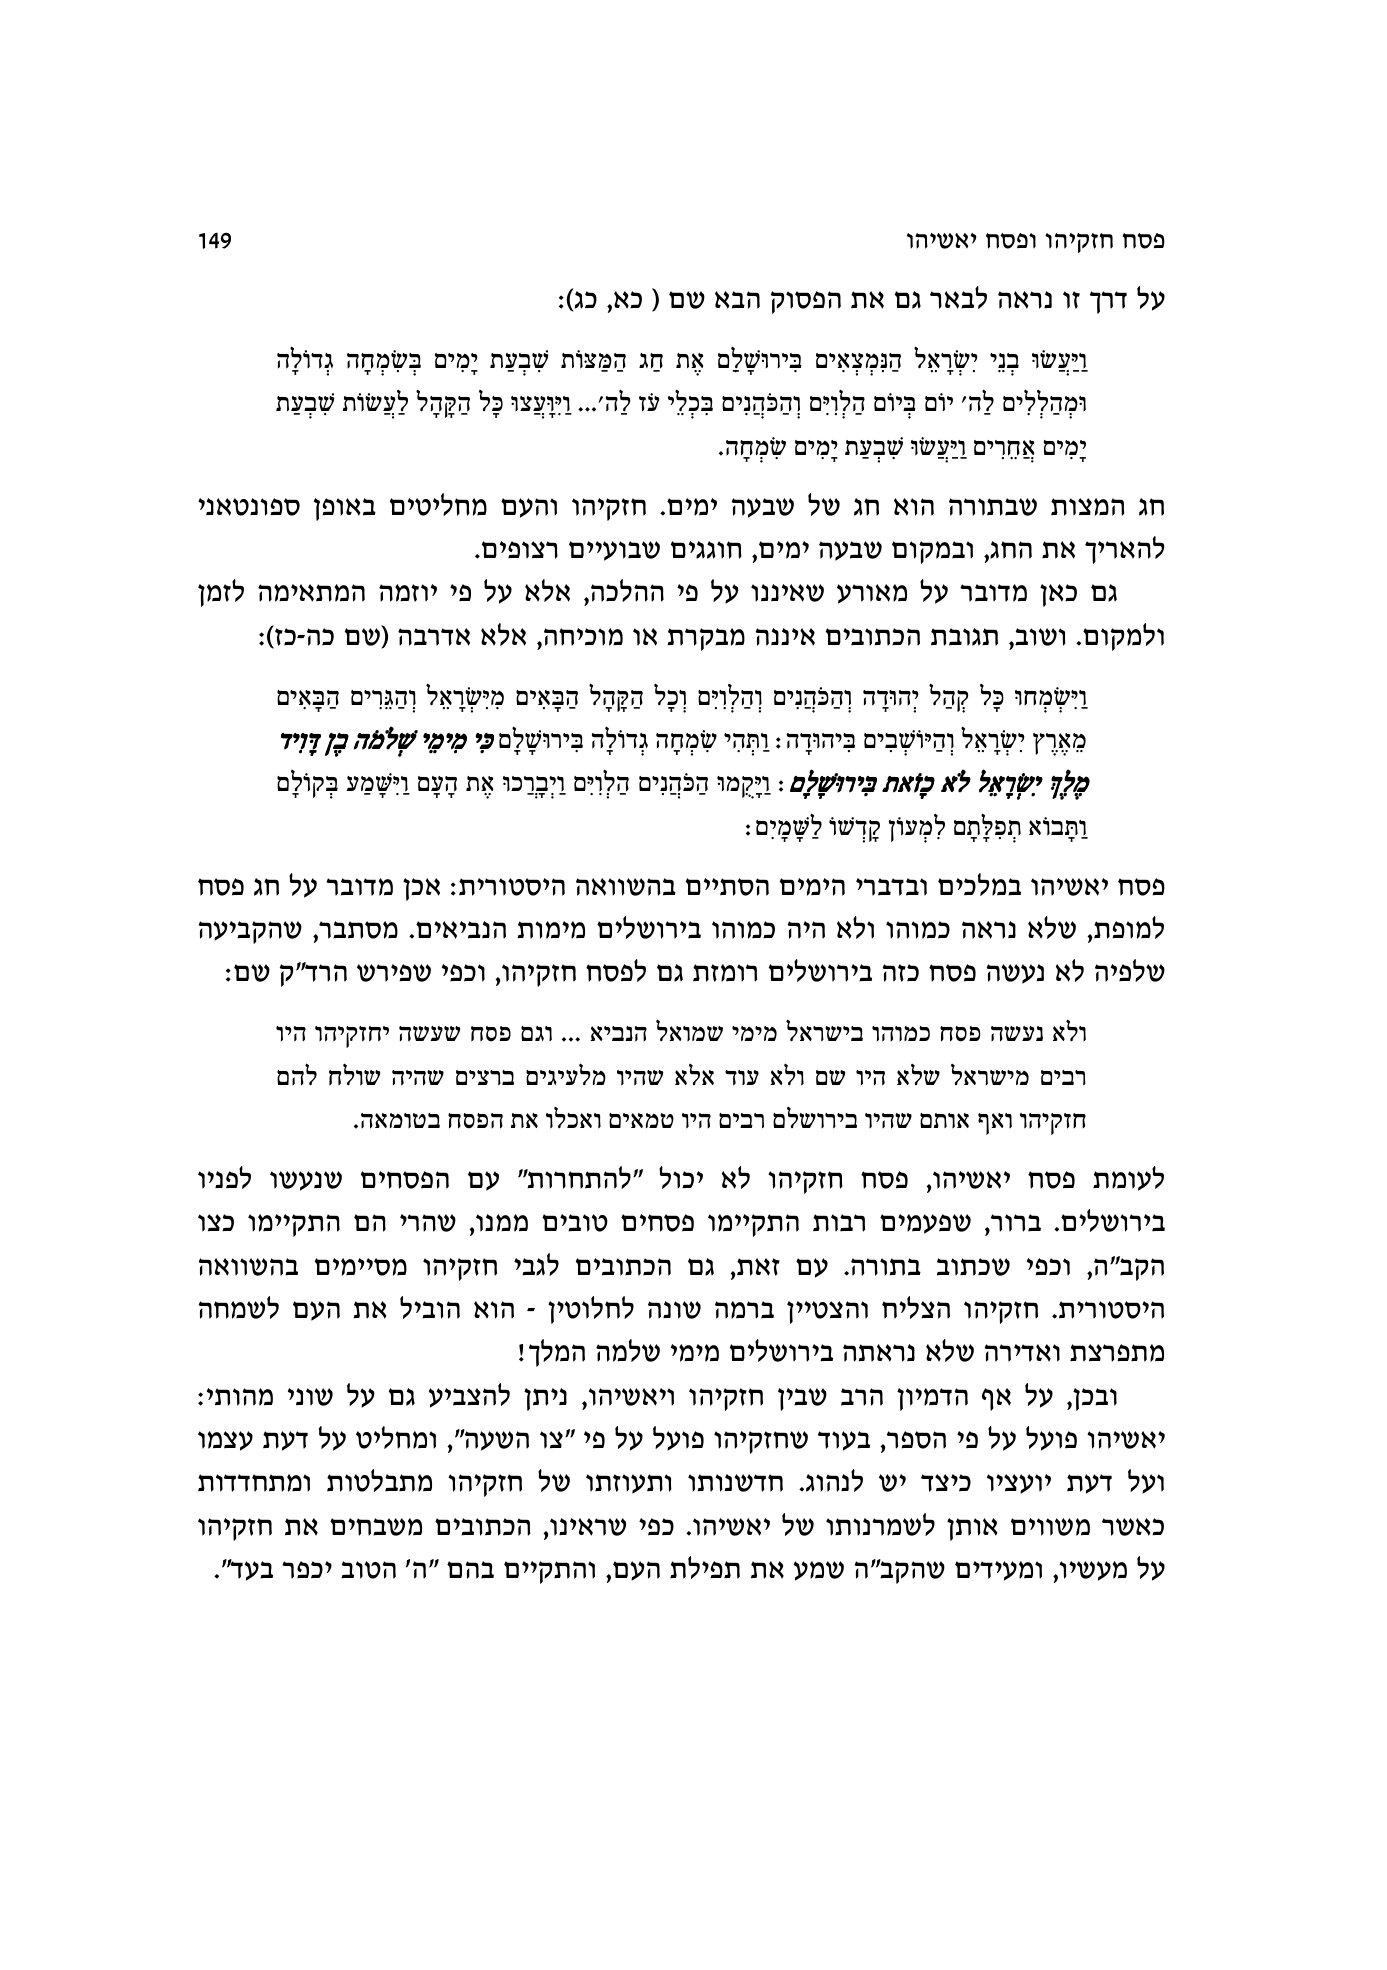 פסח חזקיהו ופסח יאשיהו 149
על דרך זו נראה לבאר גם את הפסוק הבא שם ( כא, כג):
וַיַּעֲשׂוּ בְנֵי יִשְׂרָאֵל הַנִּמְצְאִים בִּירוּשָׁלַם אֶת חַג הַמַּצּוֹת שִׁבְעַת יָמִים בְּשִׂמְחָה גְדוֹלָה
וּמְהַלְלִים לַה׳ יוֹם בְּיוֹם הַלְוִיִּם וְהַכֹּהֲנִים בִּכְלֵי עֹז לַה׳... וַיִּוָּעֲצוּ כָּל הַקָּהָל לַעֲשׂוֹת שִׁבְעַת
יָמִים אֲחֵרִים וַיַּעֲשׂוּ שִׁבְעַת יָמִים שִׂמְחָה.
חג המצות שבתורה הוא חג של שבעה ימים. חזקיהו והעם מחליטים באופן ספונטאני
להאריך את החג, ובמקום שבעה ימים, חוגגים שבועיים רצופים.
גם כאן מדובר על מאורע שאיננו על פי ההלכה, אלא על פי יוזמה המתאימה לזמן
ולמקום. ושוב, תגובת הכתובים איננה מבקרת או מוכיחה, אלא אדרבה (שם כה-כז):
וַיִּשְׂמְחוּ כָּל קְהַל יְהוּדָה וְהַכֹּהֲנִים וְהַלְוִיִּם וְכָל הַקָּהָל הַבָּאִים מִיִּשְׂרָאֵל וְהַגֵּרִים הַבָּאִים
מֵאֶרֶץ יִשְׂרָאֵל וְהַיּוֹשְׁבִים בִּיהוּדָה: וַתְּהִי שִׂמְחָה גְדוֹלָה בִּירוּשָׁלָם כִּי מִימֵי שְׁלֹמֹה בֶן דָּוִיד
מֶלֶךְ יִשְׂרָאֵל לֹא כָזֹאת בִּירוּשָׁלָם: וַיָּקֻמוּ הַכֹּהֲנִים הַלְוִיִּם וַיְבָרֲכוּ אֶת הָעָם וַיִּשָּׁמַע בְּקוֹלָם
וַתָּבוֹא תְפִלָּתָם לִמְעוֹן קָדְשׁוֹ לַשָּׁמָיִם:
פסח יאשיהו במלכים ובדברי הימים הסתיים בהשוואה היסטורית: אכן מדובר על חג פסח
למופת, שלא נראה כמוהו ולא היה כמוהו בירושלים מימות הנביאים. מסתבר, שהקביעה
שלפיה לא נעשה פסח כזה בירושלים רומזת גם לפסח חזקיהו, וכפי שפירש הרד״ק שם:
ולא נעשה פסח כמוהו בישראל מימי שמואל הנביא ... וגם פסח שעשה יחזקיהו היו
רבים מישראל שלא היו שם ולא עוד אלא שהיו מלעיגים ברצים שהיה שולח להם
חזקיהו ואף אותם שהיו בירושלם רבים היו טמאים ואכלו את הפסח בטומאה.
לעומת פסח יאשיהו, פסח חזקיהו לא יכול ״להתחרות״ עם הפסחים שנעשו לפניו
בירושלים. ברור, שפעמים רבות התקיימו פסחים טובים ממנו, שהרי הם התקיימו כצו
הקב״ה, וכפי שכתוב בתורה. עם זאת, גם הכתובים לגבי חזקיהו מסיימים בהשוואה
היסטורית. חזקיהו הצליח והצטיין ברמה שונה לחלוטין - הוא הוביל את העם לשמחה
מתפרצת ואדירה שלא נראתה בירושלים מימי שלמה המלך!
ובכן, על אף הדמיון הרב שבין חזקיהו ויאשיהו, ניתן להצביע גם על שוני מהותי:
יאשיהו פועל על פי הספר, בעוד שחזקיהו פועל על פי ״צו השעה״, ומחליט על דעת עצמו
ועל דעת יועציו כיצד יש לנהוג. חדשנותו ותעוזתו של חזקיהו מתבלטות ומתחדדות
כאשר משווים אותן לשמרנותו של יאשיהו. כפי שראינו, הכתובים משבחים את חזקיהו
על מעשיו, ומעידים שהקב״ה שמע את תפילת העם, והתקיים בהם ״ה׳ הטוב יכפר בעד״.